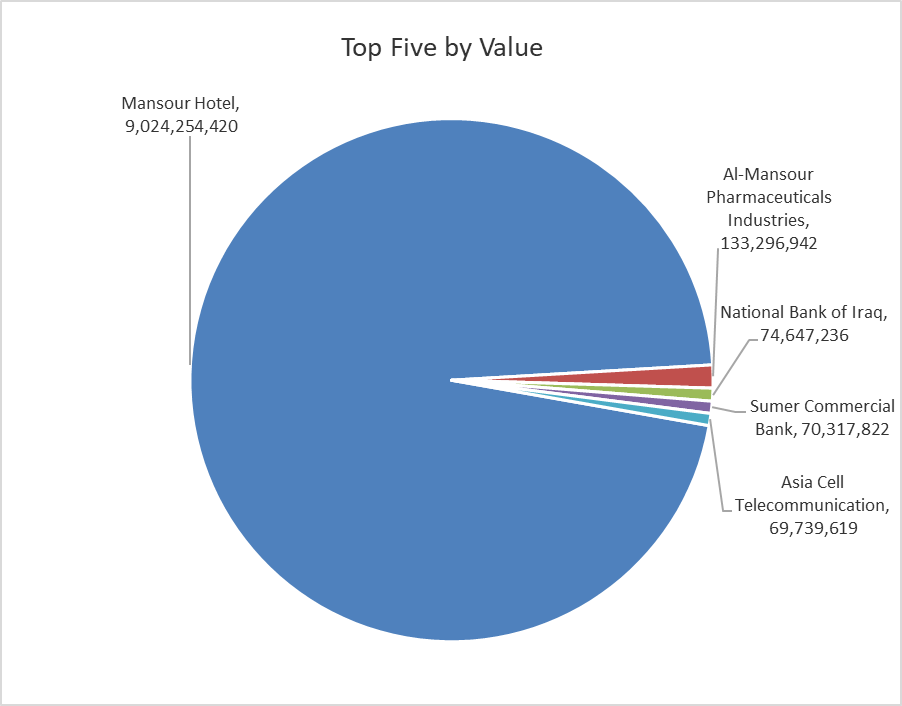 Top Five by Value
Mansour Hotel,
9,024,254,420
Al-Mansour
Pharmaceuticals
Industries,
133,296,942
National Bank of Iraq,
74,647,236
Sumer Commercial
Bank, 70,317,822
Asia Cell
Telecommunication,
69,739,619